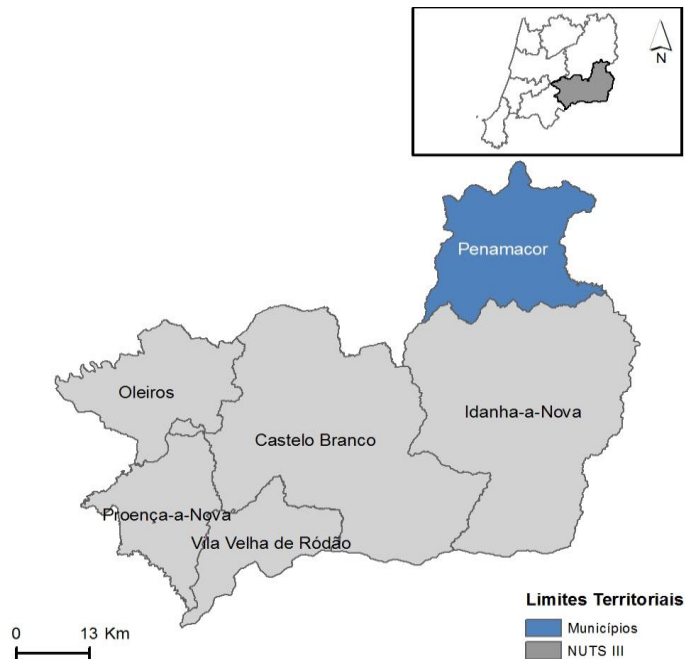 N
Penamacor
Oleiros
Idanha-a-Nova
Castelo Branco
Proença-a-Nova
Vila Velha de Ródão
Limites Territoriais
0 13 Km
Municípios
NUTS III